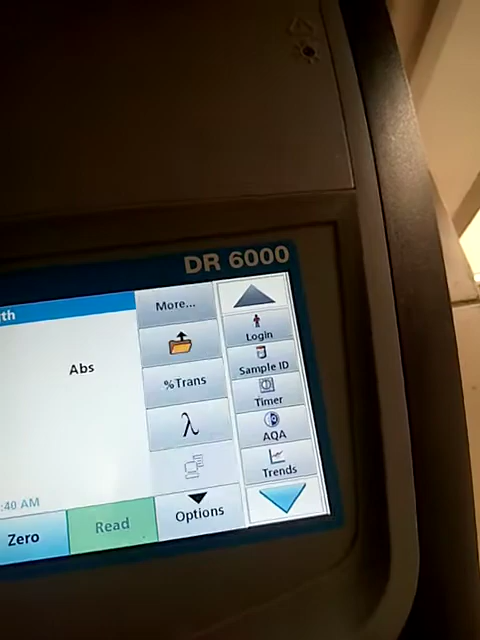 DR 6000
th
More...
Login
Abs
Sample ID
%Trans
Timer
λ
AQA
Trends
:40 AM
Options
Zero
Read